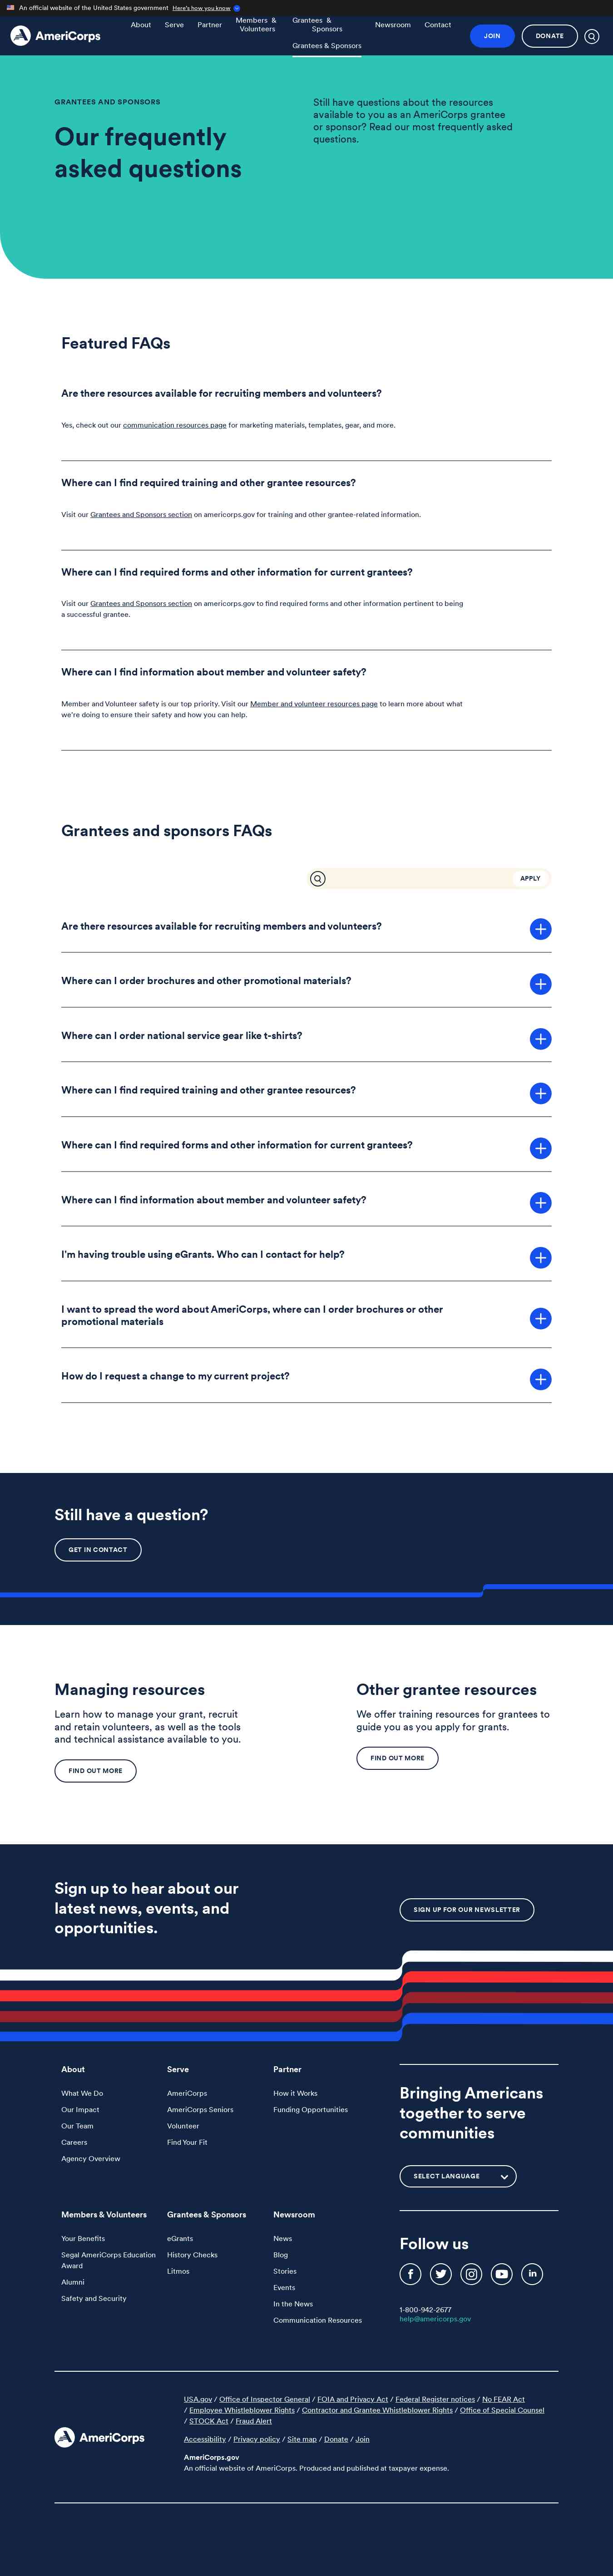 An official website of the United States government Here's how you know
AmeriCorps
About
Serve
Partner
Members &
Volunteers
Grantees &
Sponsors
Grantees & Sponsors
Newsroom
Contact
JOIN
DONATE
GRANTEES AND SPONSORS
Our frequently
asked questions
Still have questions about the resources
available to you as an AmeriCorps grantee
or sponsor? Read our most frequently asked
questions.
Featured FAQs
Are there resources available for recruiting members and volunteers?
Yes, check out our communication resources page for marketing materials, templates, gear, and more.
Where can I find required training and other grantee resources?
Visit our Grantees and Sponsors section on americorps.gov for training and other grantee-related information.
Where can I find required forms and other information for current grantees?
Visit our Grantees and Sponsors section on americorps.gov to find required forms and other information pertinent to being
a successful grantee.
Where can I find information about member and volunteer safety?
Member and Volunteer safety is our top priority. Visit our Member and volunteer resources page to learn more about what
we're doing to ensure their safety and how you can help.
Grantees and sponsors FAQs
APPLY
Are there resources available for recruiting members and volunteers?
Where can I order brochures and other promotional materials?
Where can I order national service gear like t-shirts?
Where can I find required training and other grantee resources?
Where can I find required forms and other information for current grantees?
Where can I find information about member and volunteer safety?
I'm having trouble using eGrants. Who can I contact for help?
I want to spread the word about AmeriCorps, where can I order brochures or other
promotional materials
How do I request a change to my current project?
Still have a question?
GET IN CONTACT
Managing resources
Learn how to manage your grant, recruit
and retain volunteers, as well as the tools
and technical assistance available to you.
FIND OUT MORE
Other grantee resources
We offer training resources for grantees to
guide you as you apply for grants.
FIND OUT MORE
Sign up to hear about our
latest news, events, and
opportunities.
SIGN UP FOR OUR NEWSLETTER
About
What We Do
Our Impact
Our Team
Careers
Agency Overview
Serve
AmeriCorps
AmeriCorps Seniors
Volunteer
Find Your Fit
Partner
How it Works
Funding Opportunities
Bringing Americans
together to serve
communities
SELECT LANGUAGE
Members & Volunteers
Your Benefits
Segal AmeriCorps Education
Award
Alumni
Safety and Security
Grantees & Sponsors
eGrants
History Checks
Litmos
Newsroom
News
Blog
Stories
Events
In the News
Communication Resources
Follow us
1-800-942-2677
help@americorps.gov
AmeriCorps
USA.gov / Office of Inspector General / FOIA and Privacy Act / Federal Register notices / No FEAR Act
/ Employee Whistleblower Rights / Contractor and Grantee Whistleblower Rights / Office of Special Counsel
/ STOCK Act / Fraud Alert
Accessibility / Privacy policy / Site map / Donate / Join
AmeriCorps.gov
An official website of AmeriCorps. Produced and published at taxpayer expense.